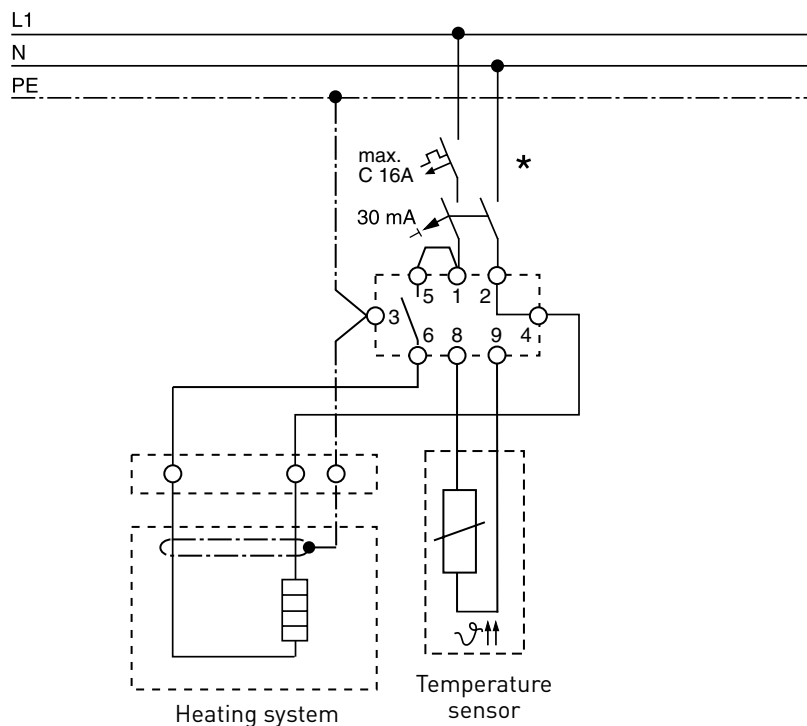 L1
N
PE
max.
C 16A
*
30 mA
5 1 2
3 4
6 8 9
ϑ
Heating system
Temperature
sensor